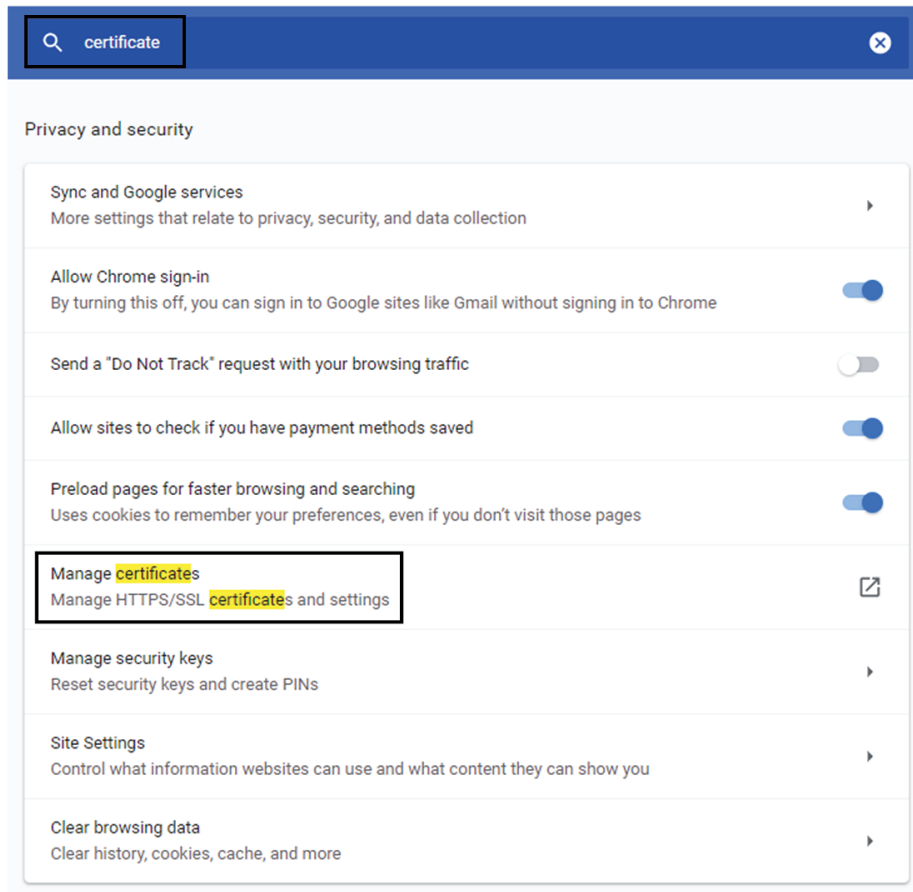 certificate
Privacy and security
Sync and Google services
More settings that relate to privacy, security, and data collection
Allow Chrome sign-in
By turning this off, you can sign in to Google sites like Gmail without signing in to Chrome
Send a "Do Not Track" request with your browsing traffic
Allow sites to check if you have payment methods saved
Preload pages for faster browsing and searching
Uses cookies to remember your preferences, even if you don’t visit those pages
Manage certificates
Manage HTTPS/SSL certificates and settings
Manage security keys
Reset security keys and create PINs
Site Settings
Control what information websites can use and what content they can show you
Clear browsing data
Clear history, cookies, cache, and more